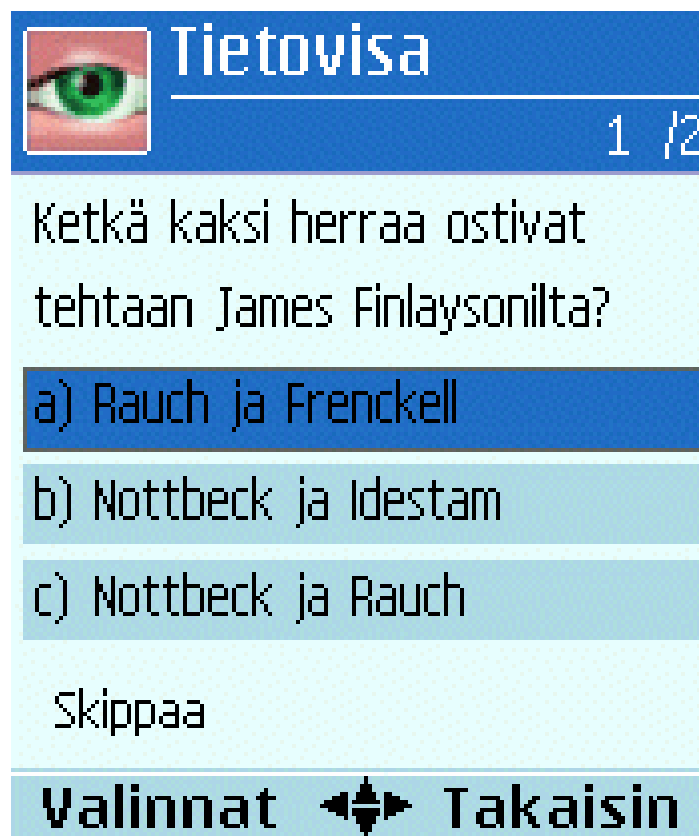 Tietovisa
1 /2
Ketkä kaksi herraa ostivat
tehtaan James Finlaysonilta?
a) Rauch ja Frenckell
b) Nottbeck ja Idestam
c) Nottbeck ja Rauch
Skippaa
Valinnat Takaisin